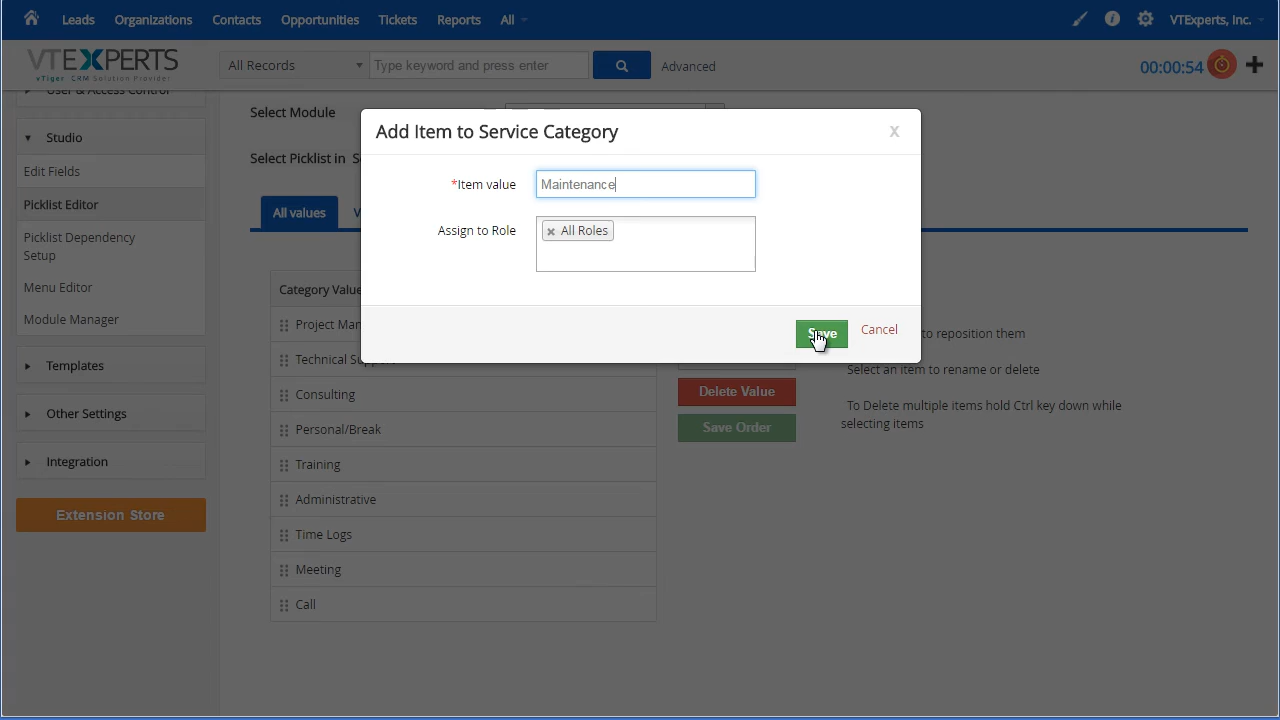 Leads Organizations Contacts Opportunities Tickets Reports All VTExperts, Inc.
VTEXPERTS
vTiger CRM Solution Provider
All Records Type keyword and press enter Advanced 00:00:54
User & Access Control
Studio
Edit Fields
Picklist Editor
Picklist Dependency
Setup
Menu Editor
Module Manager
Templates
Other Settings
Integration
Extension Store
Select Module
Select Picklist in
All values
Add Item to Service Category X
*Item value Maintenance
Assign to Role × All Roles
Save Cancel
Category
Project
Technical
Consulting
Personal/Break
Training
Administrative
Time Logs
Meeting
Call
Delete Value
Save Order
to reposition them
Select an item to rename or delete
To Delete multiple items hold Ctrl key down while
selecting items